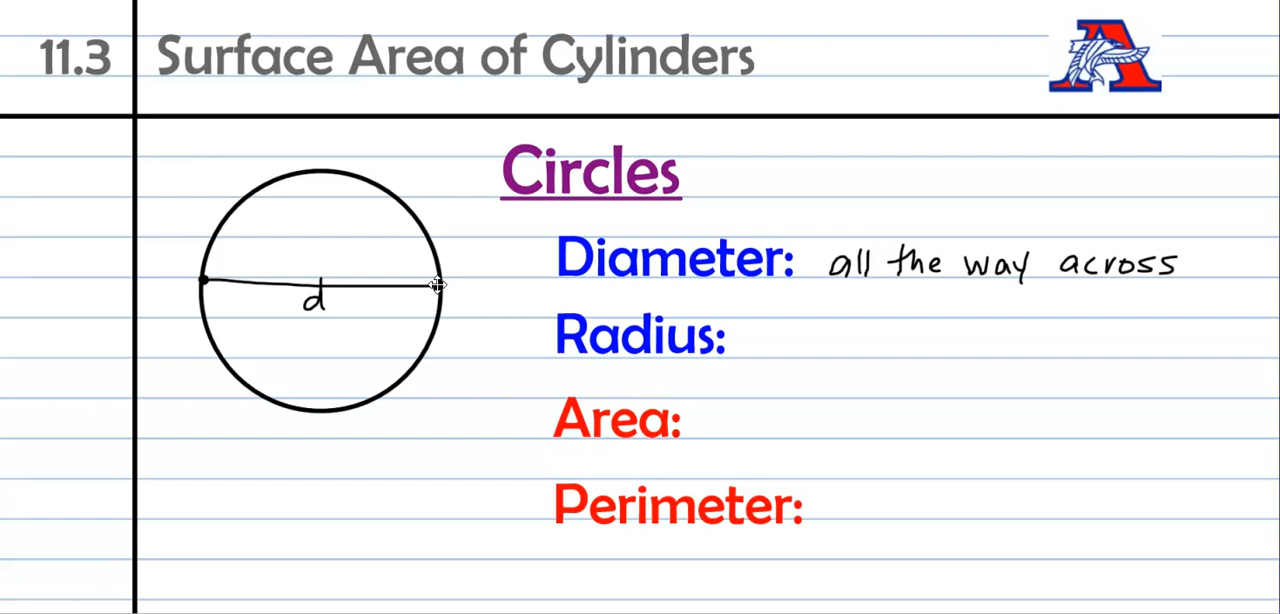 11.3 Surface Area of Cylinders
A
Circles
Diameter: all the way across
d
Radius:
Area:
Perimeter: